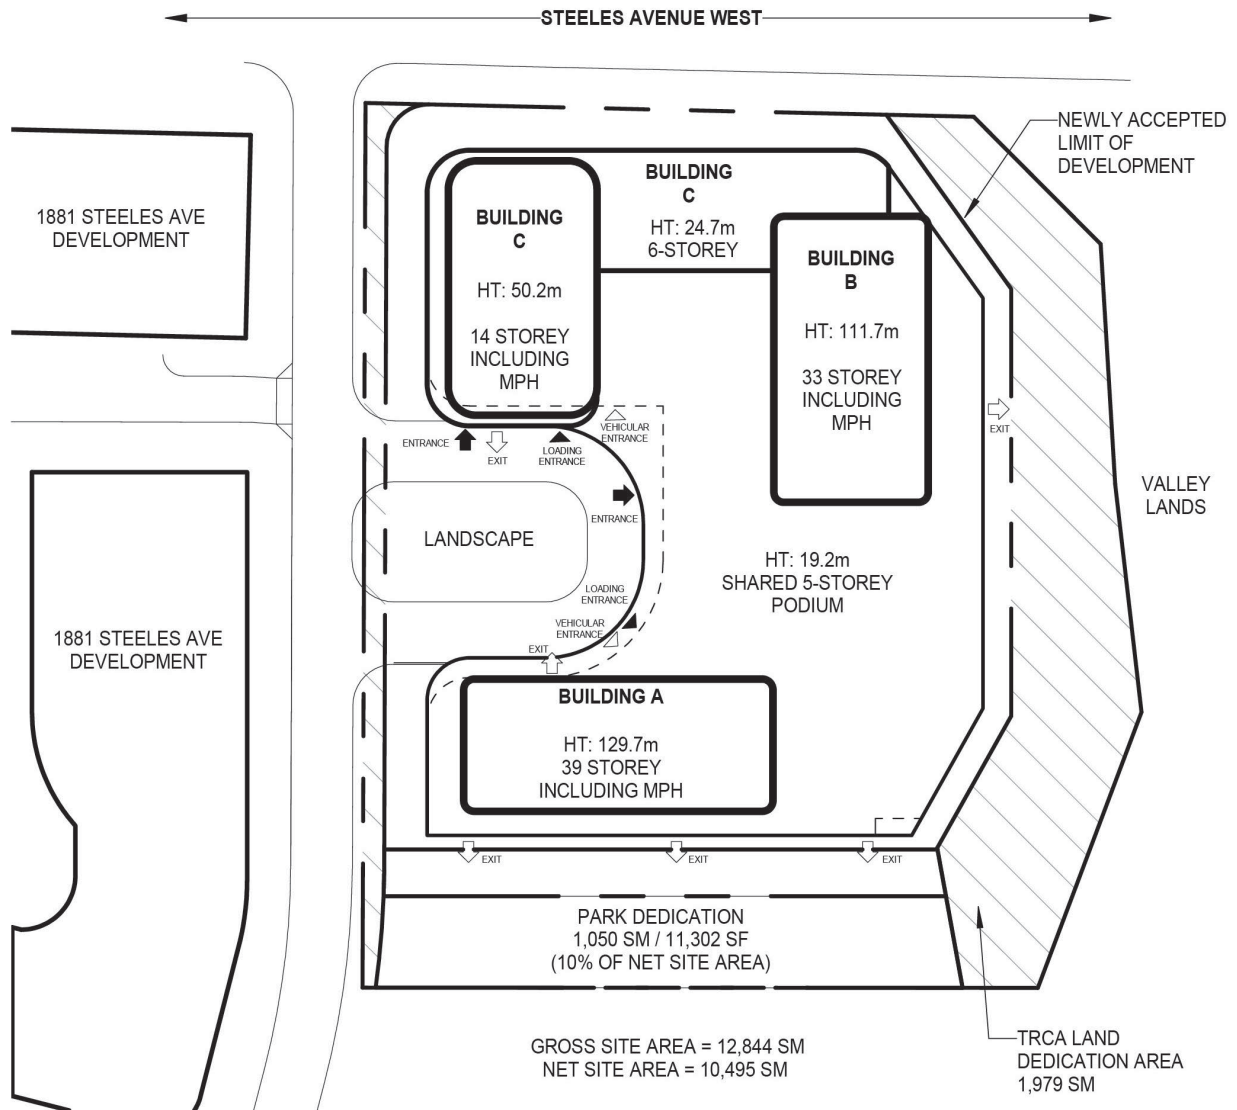 STEELES AVENUE WEST
NEWLY ACCEPTED
LIMIT OF
DEVELOPMENT
1881 STEELES AVE
DEVELOPMENT
BUILDING
C
HT: 50.2m
14 STOREY
INCLUDING
MPH
BUILDING
C
HT: 24.7m
6-STOREY
BUILDING
B
HT: 111.7m
33 STOREY
INCLUDING
MPH
ENTRANCE
EXIT
LOADING
ENTRANCE
VEHICULAR
ENTRANCE
EXIT
VALLEY
LANDS
ENTRANCE
LANDSCAPE
HT: 19.2m
SHARED 5-STOREY
PODIUM
LOADING
ENTRANCE
VEHICULAR
ENTRANCE
EXIT
1881 STEELES AVE
DEVELOPMENT
BUILDING A
HT: 129.7m
39 STOREY
INCLUDING MPH
EXIT
EXIT
EXIT
PARK DEDICATION
1,050 SM / 11,302 SF
(10% OF NET SITE AREA)
GROSS SITE AREA = 12,844 SM
NET SITE AREA = 10,495 SM
TRCA LAND
DEDICATION AREA
1,979 SM